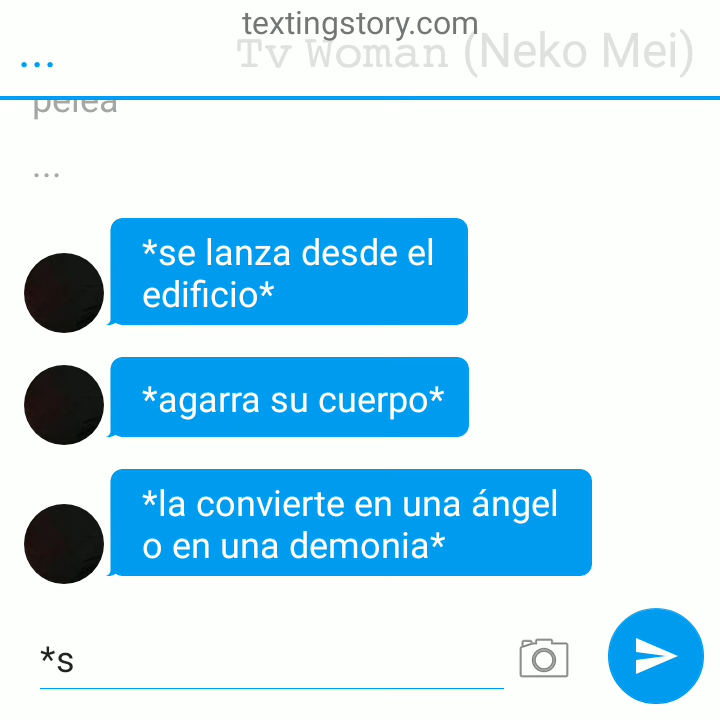 textingstory.com
...
Tv Woman (Neko Mei)
pelea
...
*se lanza desde el
edificio*
*agarra su cuerpo*
*la convierte en una ángel
o en una demonia*
*s